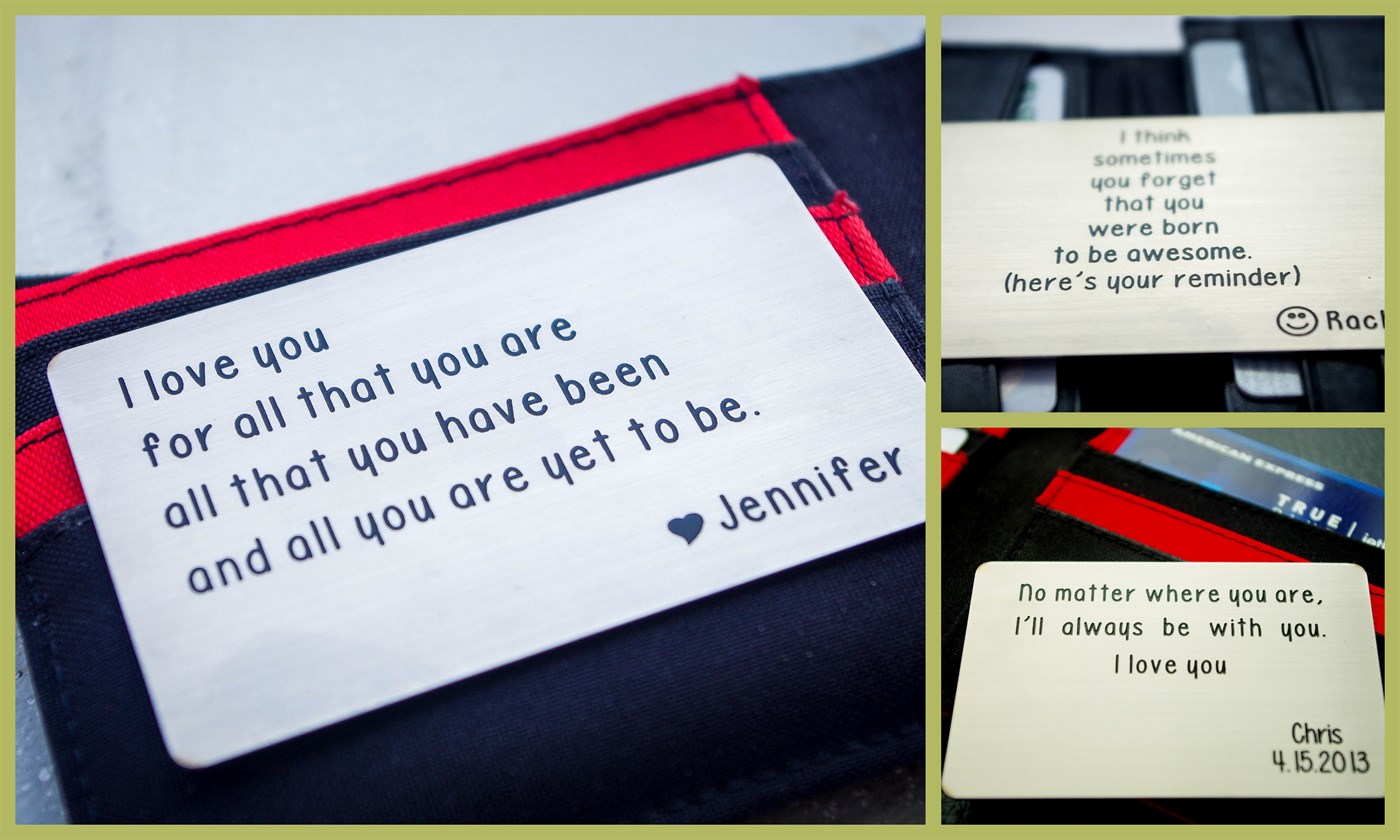 I love you
for all that you are
all that you have been
and all you are yet to be.
Jennifer
I think
sometimes
you forget
that you
were born
to be awesome.
(here's your reminder)
AMERICAN EXPRESS
TRUE |
No matter where you are,
I'll always be with you.
I love you
Chris
4.15.2013